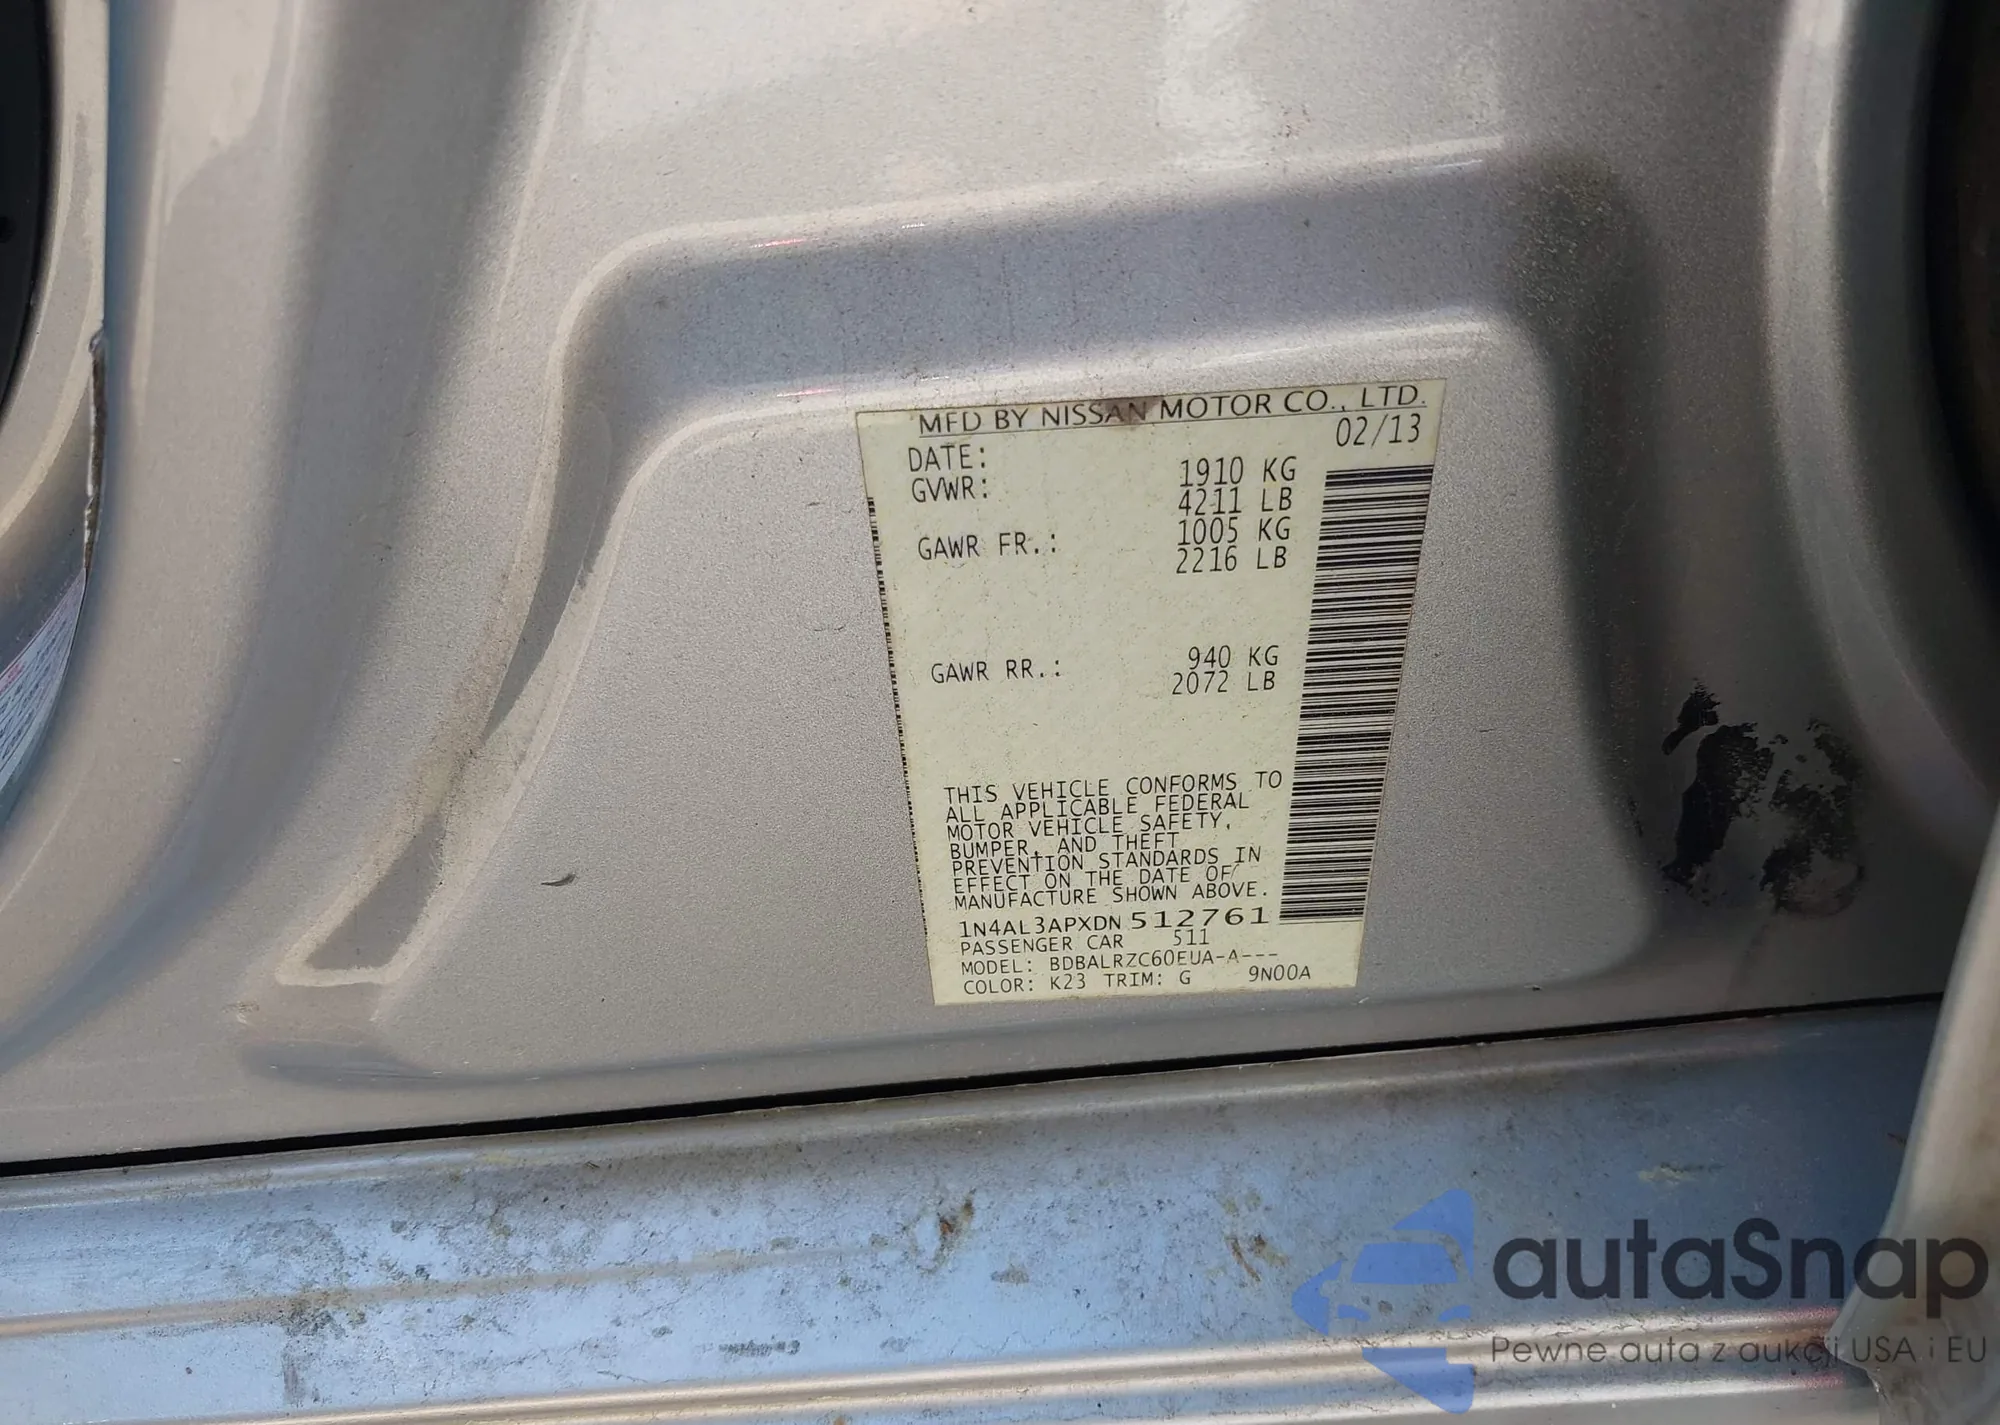 MFD BY NISSAN MOTOR CO., LTD.
DATE: 02/13
GVWR: 1910 KG
4211 LB
GAWR FR.: 1005 KG
2216 LB
GAWR RR.: 940 KG
2072 LB
THIS VEHICLE CONFORMS TO
ALL APPLICABLE FEDERAL
MOTOR VEHICLE SAFETY,
BUMPER, AND THEFT
PREVENTION STANDARDS IN
EFFECT ON THE DATE OF
MANUFACTURE SHOWN ABOVE.
1N4AL3APXDN 512761
PASSENGER CAR 511
MODEL: BDBALRZC60EUA-A---
COLOR: K23 TRIM: G 9N00A
autaSnap
Pewne auta z aukcji USA i EU